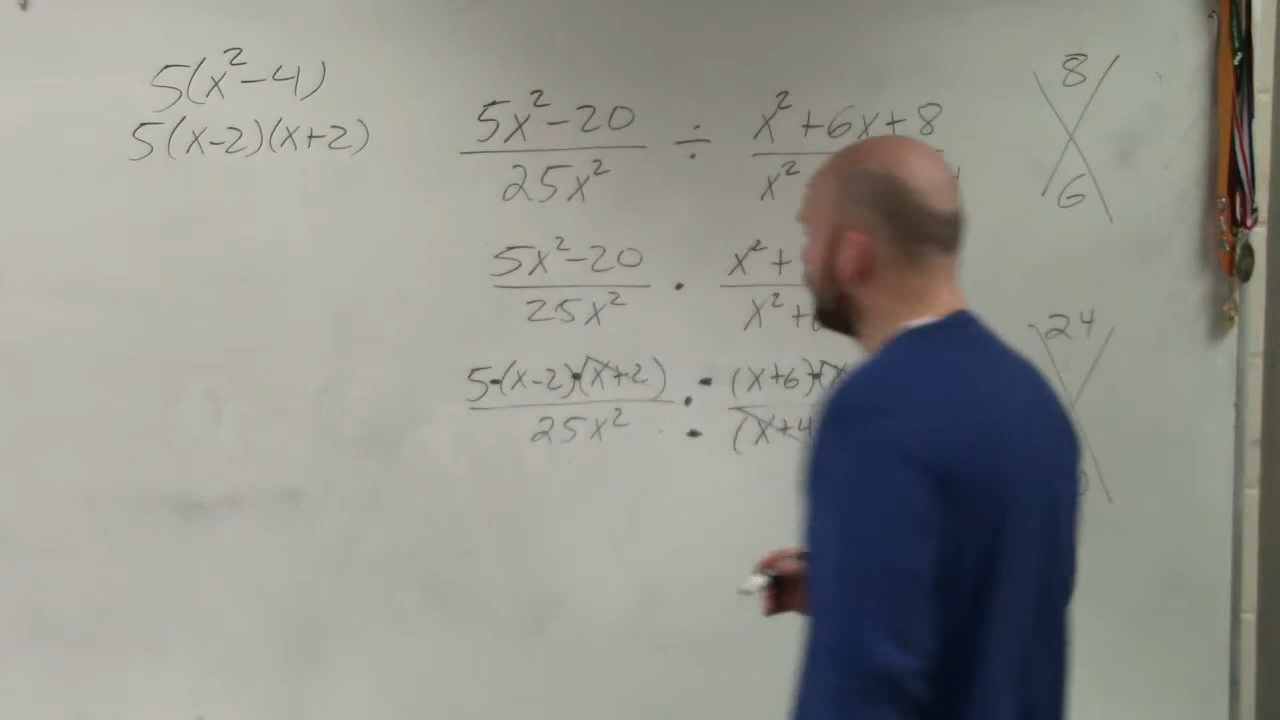 5(x²-4)
5(x-2)(x+2)
5x²-20
25x²
÷
x²+6x+8
x²-
5x²-20
25x²
·
x²+
x²+
5·(x-2)·(x+2)
25x²
·
(x+6)·(x
(x+4
8
6
24